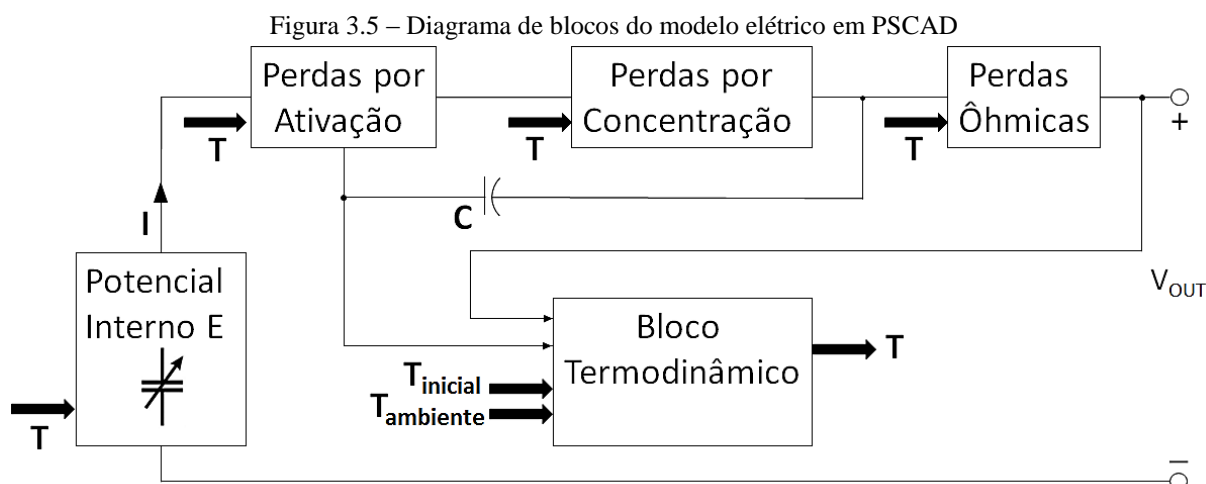 Figura 3.5 – Diagrama de blocos do modelo elétrico em PSCAD
Perdas por
Ativação
T
Perdas por
Concentração
T
Perdas
Ôhmicas
T
+
C
I
Potencial
Interno E
T
Bloco
Termodinâmico
T
Tinicial
Tambiente
VOUT
–